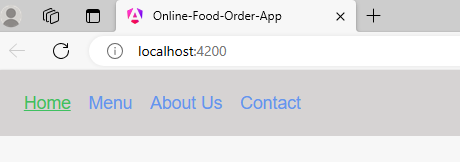 Online-Food-Order-App
localhost:4200
Home Menu About Us Contact